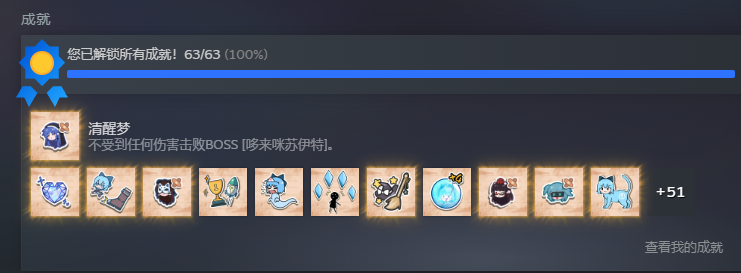 成就
您已解锁所有成就！63/63 (100%)
清醒梦
不受到任何伤害击败BOSS [哆来咪苏伊特]。
+51
查看我的成就